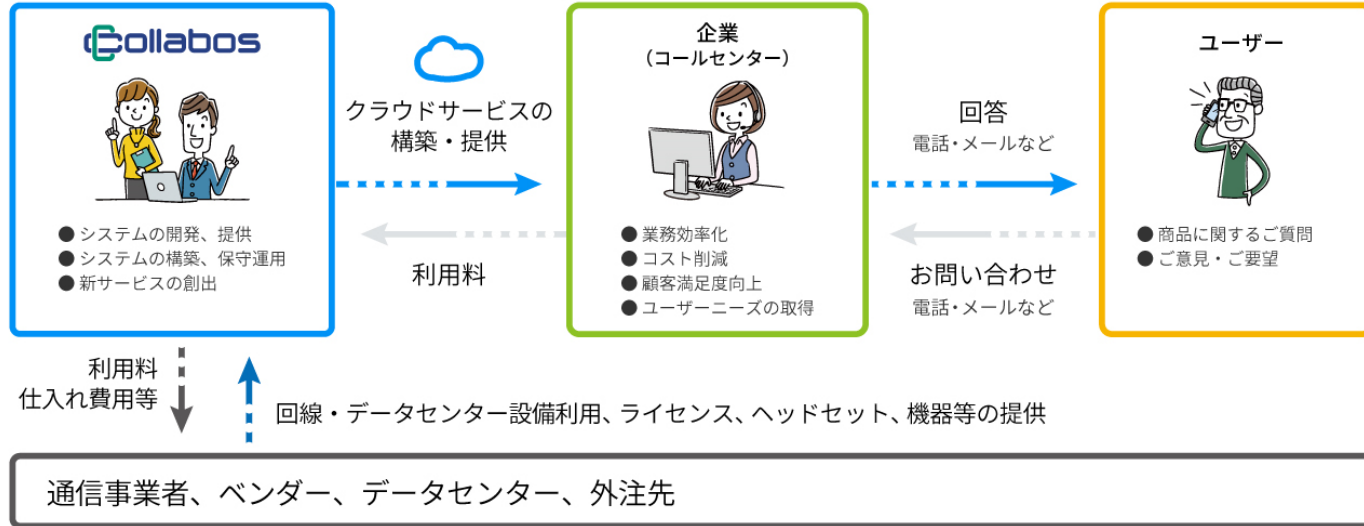 Collabos
● システムの開発、提供
● システムの構築、保守運用
● 新サービスの創出
クラウドサービスの
構築・提供
利用料
企業
（コールセンター）
● 業務効率化
● コスト削減
● 顧客満足度向上
● ユーザーニーズの取得
回答
電話・メールなど
お問い合わせ
電話・メールなど
ユーザー
● 商品に関するご質問
● ご意見・ご要望
利用料
仕入れ費用等
回線・データセンター設備利用、ライセンス、ヘッドセット、機器等の提供
通信事業者、ベンダー、データセンター、外注先